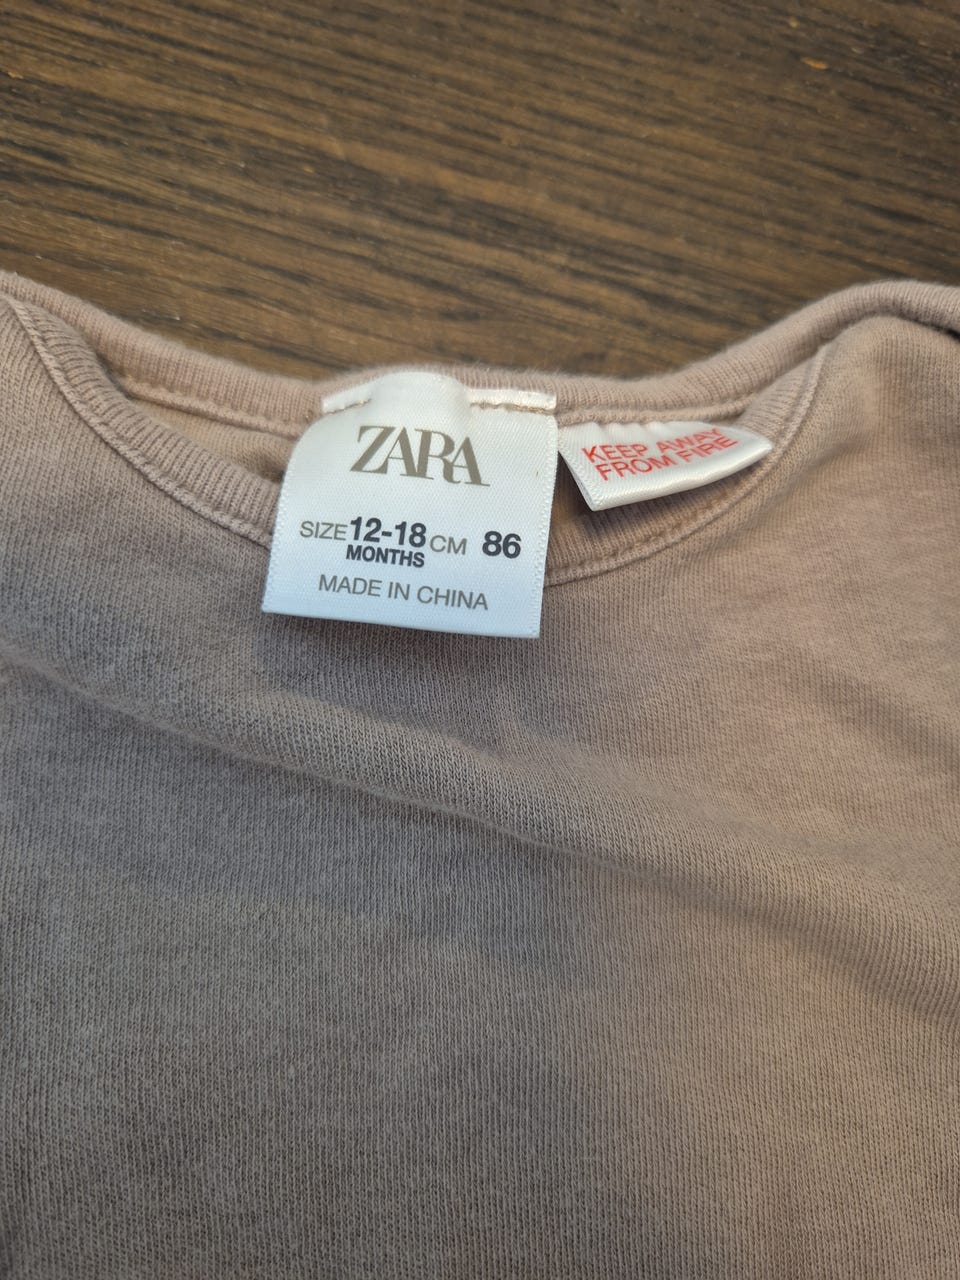 ZARA
SIZE 12-18 CM 86
MONTHS
MADE IN CHINA
KEEP AWAY
FROM FIRE